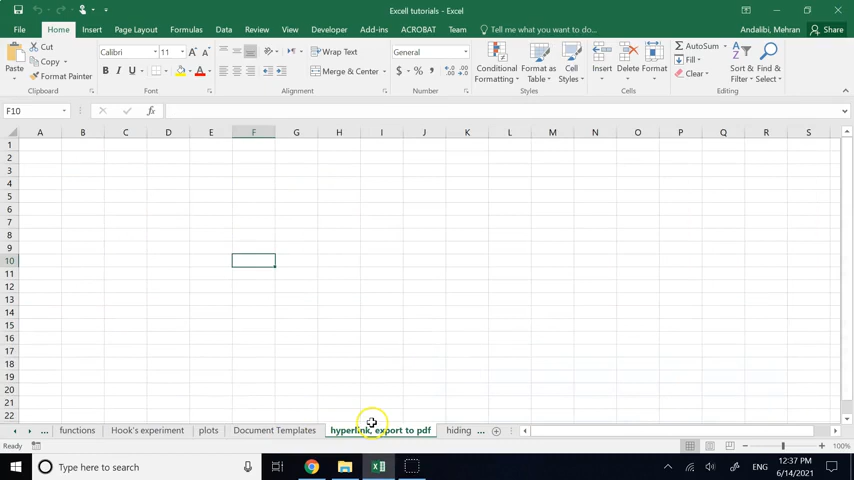 Excells tutorials - Excel
Andalibi, Mehran
File Home Insert Page Layout Formulas Data Review View Developer Add-ins ACROBAT Team Tell me what you want to do... Share
Paste
Cut
Copy
Format Painter
Clipboard
Calibri 11
B I U
Font
Wrap Text
Merge & Center
Alignment
General
$ % ,
Number
Conditional Formatting
Format as Table
Cell Styles
Styles
Insert Delete Format
Cells
AutoSum
Fill
Clear
Sort & Filter
Find & Select
Editing
F10
fx
A B C D E F G H I J K L M N O P Q R S
1
2
3
4
5
6
7
8
9
10
11
12
13
14
15
16
17
18
19
20
21
22
... functions Hook's experiment plots Document Templates hyperlink, export to pdf hiding ...
Ready
100%
Type here to search
ENG
12:37 PM
6/14/2021